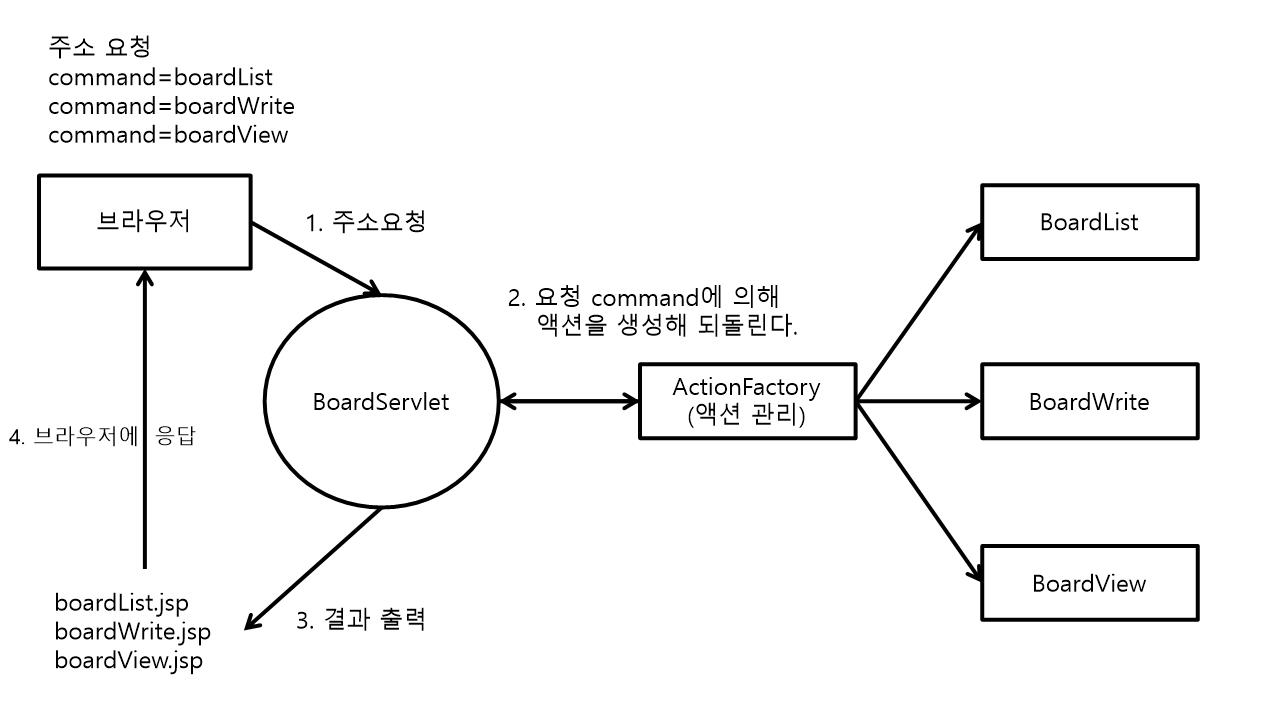 주소 요청
command=boardList
command=boardWrite
command=boardView
브라우저
1. 주소요청
BoardServlet
2. 요청 command에 의해
액션을 생성해 되돌린다.
ActionFactory
(액션 관리)
BoardList
BoardWrite
BoardView
3. 결과 출력
boardList.jsp
boardWrite.jsp
boardView.jsp
4. 브라우저에 응답